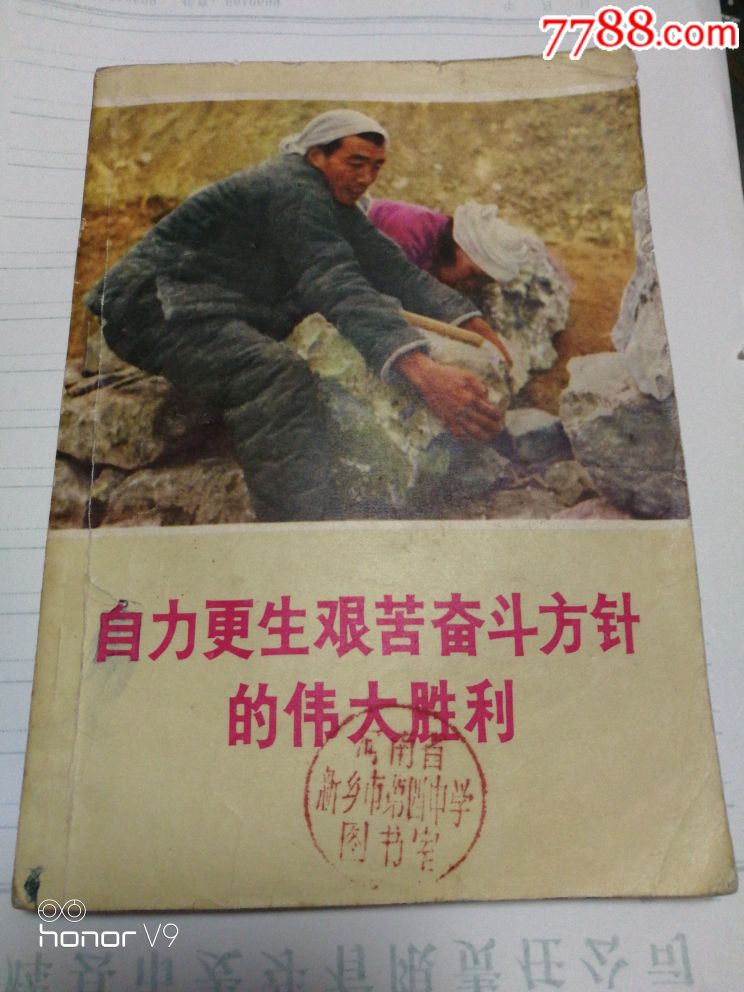 7788.com
自力更生艰苦奋斗方针
的伟大胜利
河南省
新乡市第四中学
图书室
honor V9